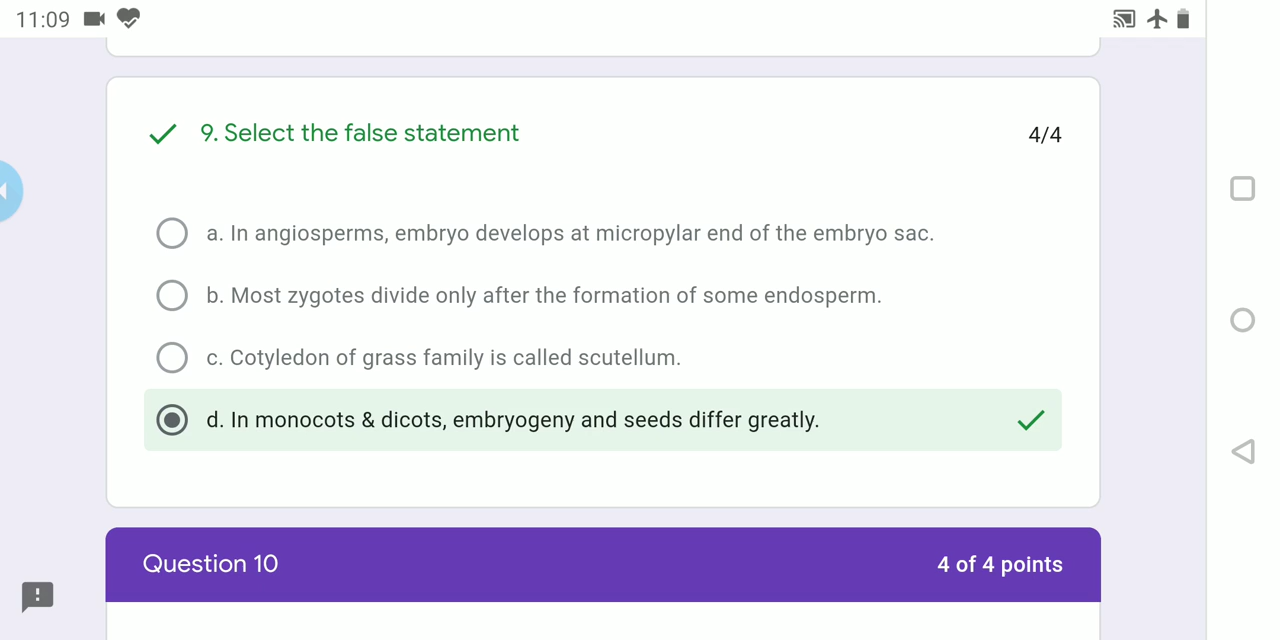 11:09
9. Select the false statement
4/4
a. In angiosperms, embryo develops at micropylar end of the embryo sac.
b. Most zygotes divide only after the formation of some endosperm.
c. Cotyledon of grass family is called scutellum.
d. In monocots & dicots, embryogeny and seeds differ greatly.
Question 10
4 of 4 points